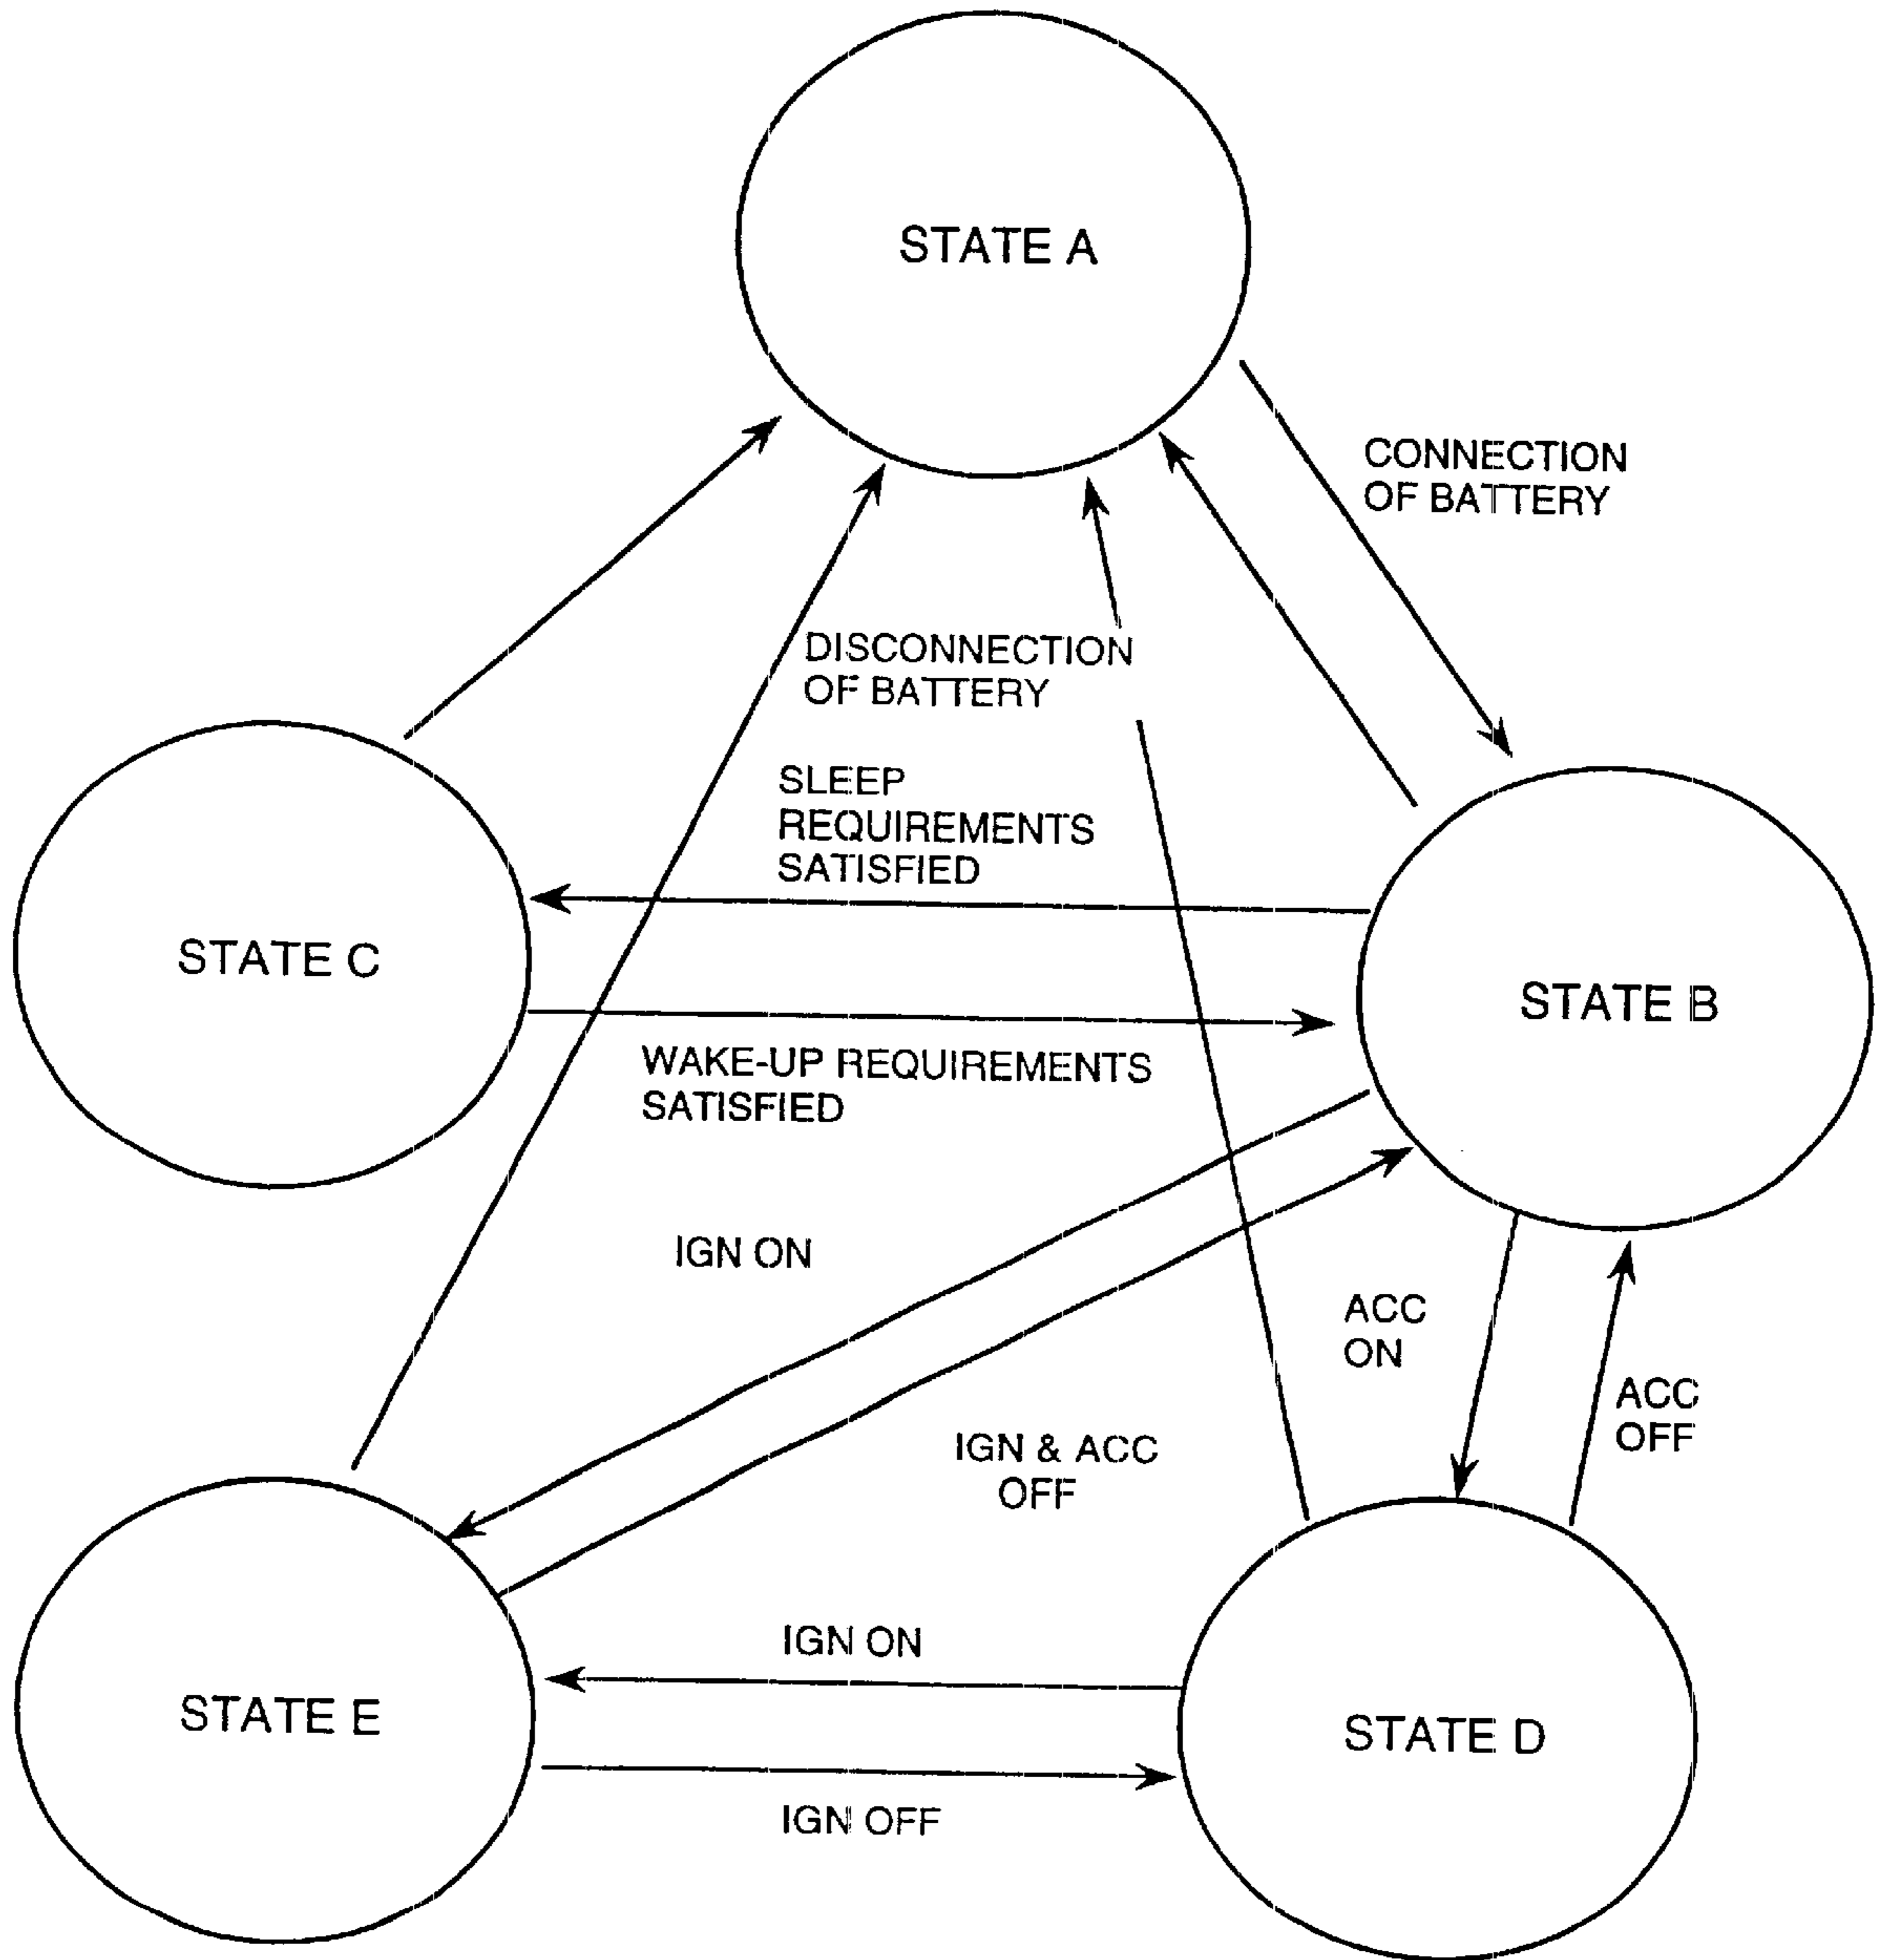 STATE A
CONNECTION
OF BATTERY
DISCONNECTION
OF BATTERY
SLEEP
REQUIREMENTS
SATISFIED
STATE C
STATE B
WAKE-UP REQUIREMENTS
SATISFIED
IGN ON
ACC
ON
ACC
OFF
IGN & ACC
OFF
IGN ON
STATE E
STATE D
IGN OFF